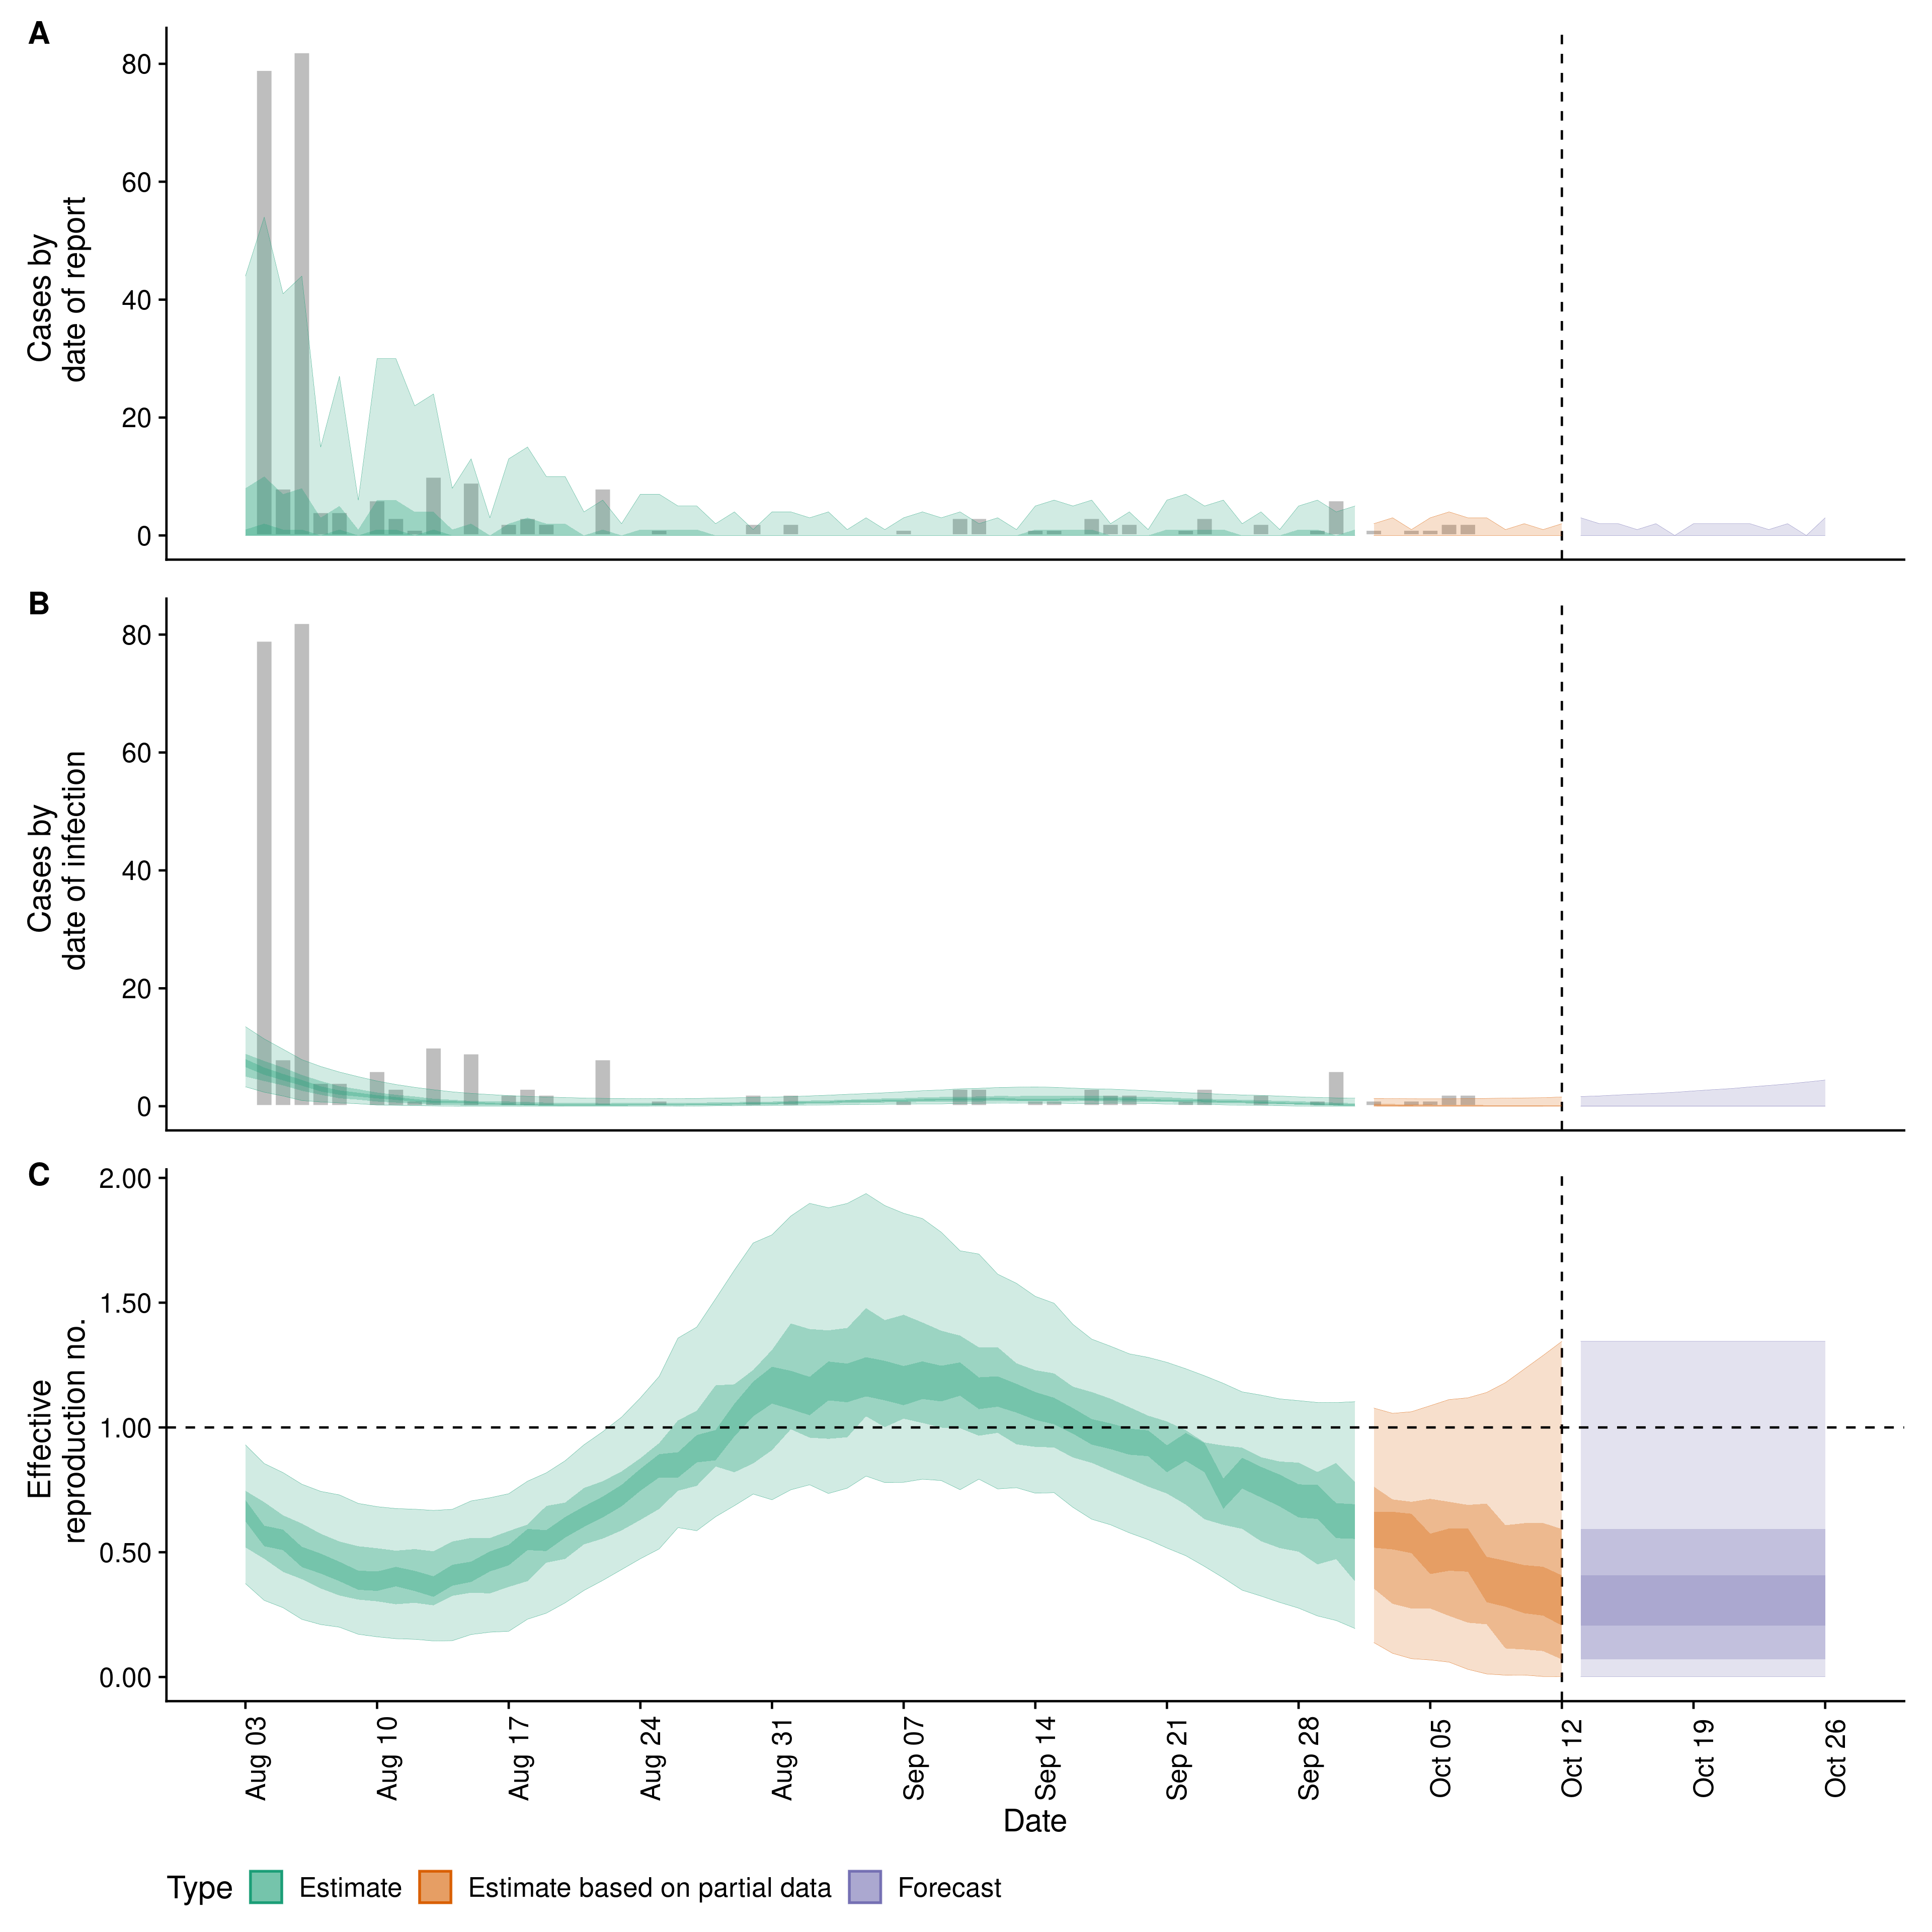 A
Cases by
date of report
80
60
40
20
0
B
Cases by
date of infection
80
60
40
20
0
C
Effective
reproduction no.
2.00
1.50
1.00
0.50
0.00
Aug 03
Aug 10
Aug 17
Aug 24
Aug 31
Sep 07
Sep 14
Sep 21
Sep 28
Oct 05
Oct 12
Oct 19
Oct 26
Date
Type Estimate Estimate based on partial data Forecast